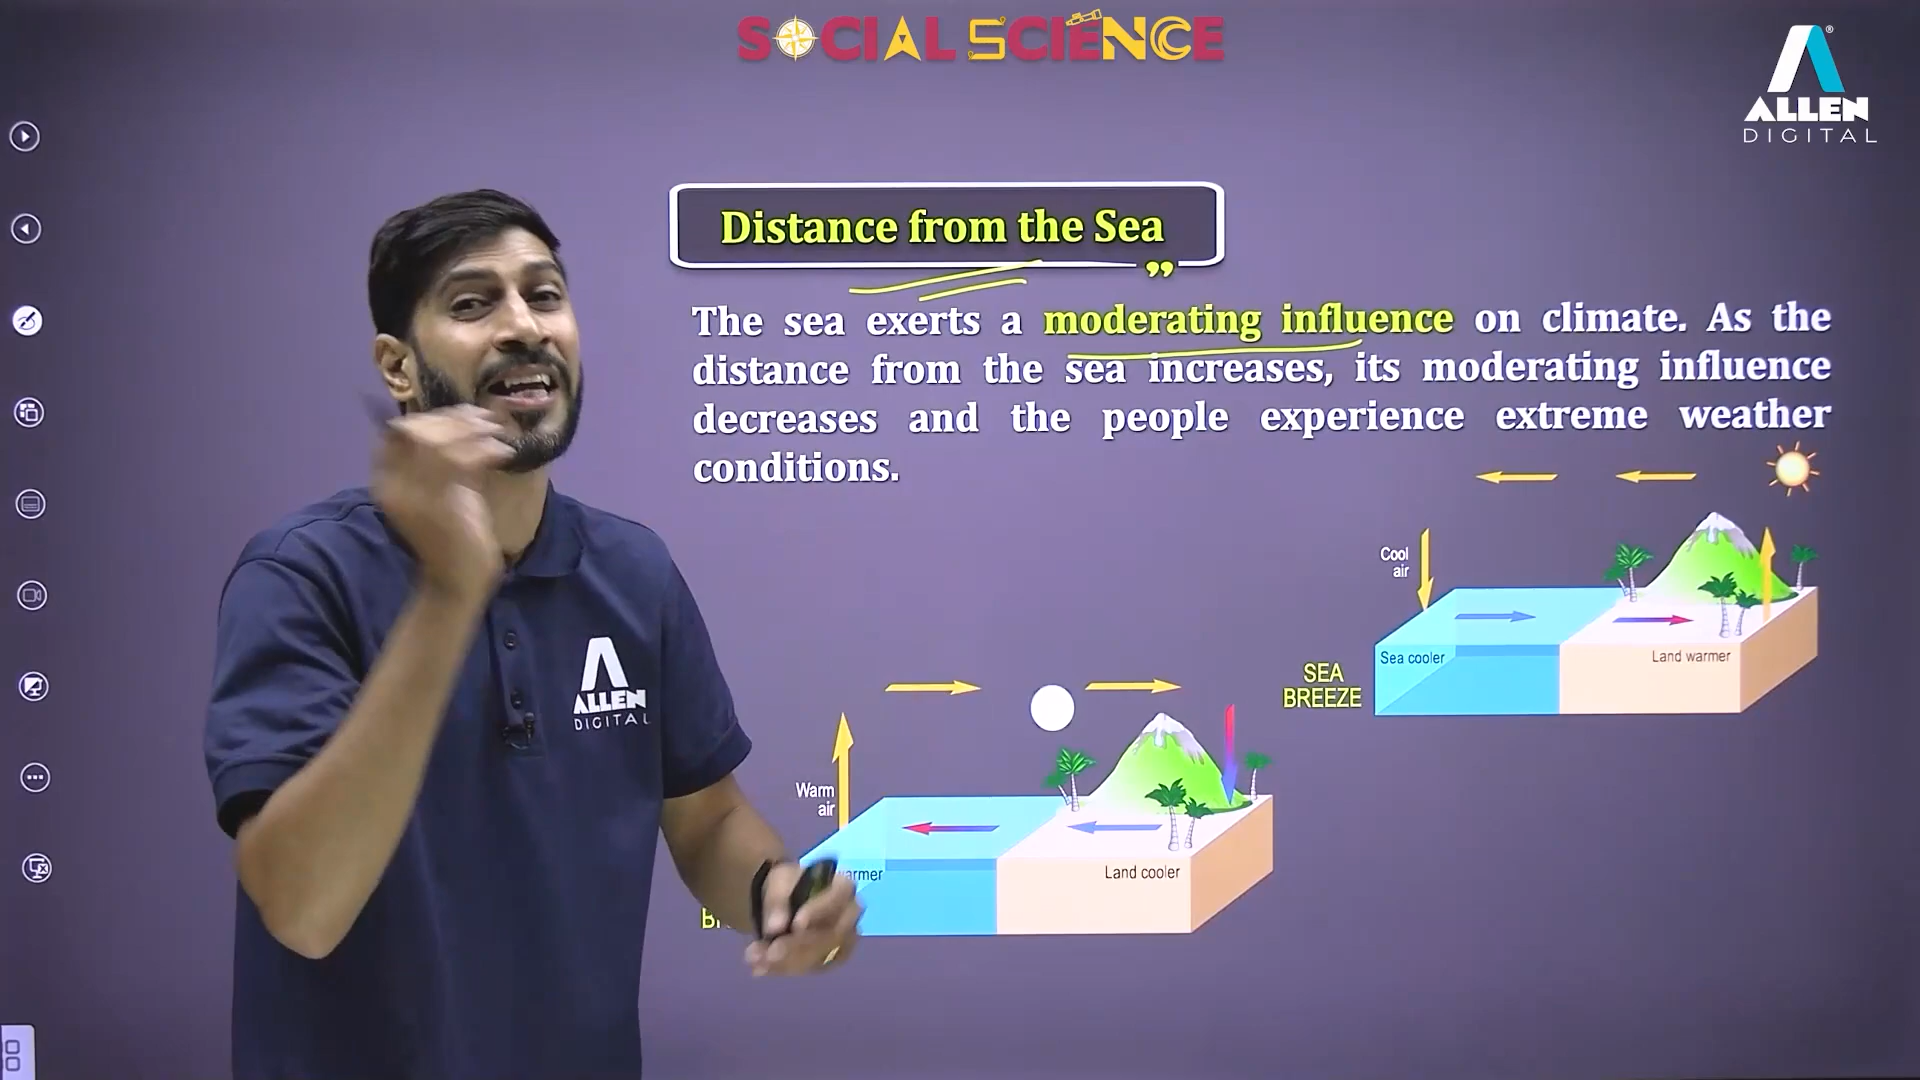 SOCIAL SCIENCE
ALLEN
DIGITAL
Distance from the Sea
”
The sea exerts a moderating influence on climate. As the
distance from the sea increases, its moderating influence
decreases and the people experience extreme weather
conditions.
Cool
air
Sea cooler
Land warmer
SEA
BREEZE
Warm
air
Land cooler
ALLEN
DIGITAL